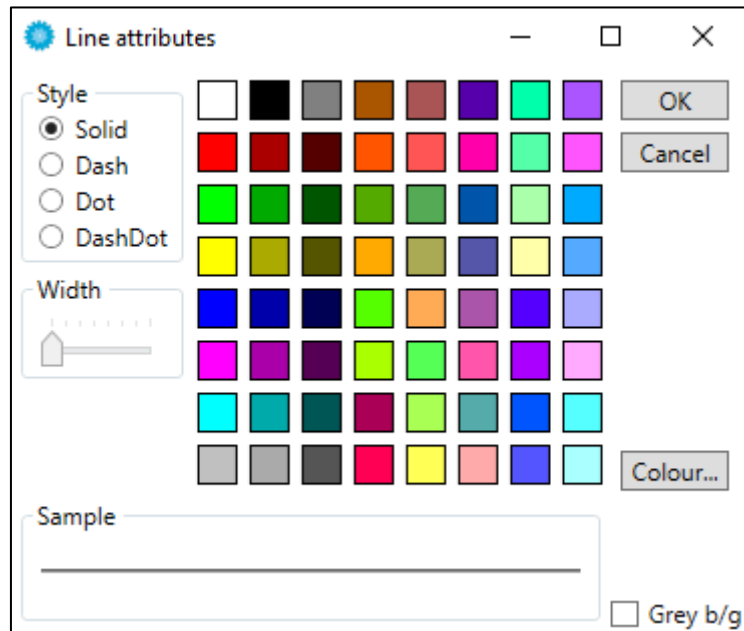 Line attributes
Style
Solid
Dash
Dot
DashDot
Width
OK
Cancel
Colour...
Sample
Grey b/g